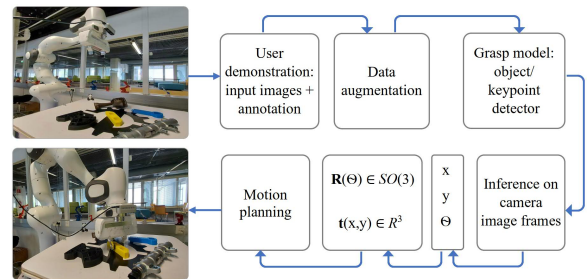 User
demonstration:
input images +
annotation
Data
augmentation
Grasp model:
object/
keypoint
detector
Inference on
camera
image frames
x
y
Θ
R(Θ) ∈ SO(3)
t(x,y) ∈ R³
Motion
planning